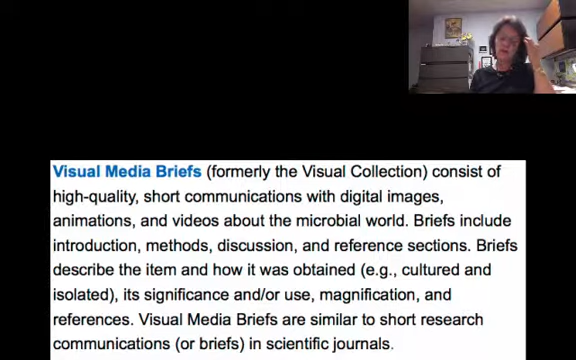 Visual Media Briefs (formerly the Visual Collection) consist of
high-quality, short communications with digital images,
animations, and videos about the microbial world. Briefs include
introduction, methods, discussion, and reference sections. Briefs
describe the item and how it was obtained (e.g., cultured and
isolated), its significance and/or use, magnification, and
references. Visual Media Briefs are similar to short research
communications (or briefs) in scientific journals.